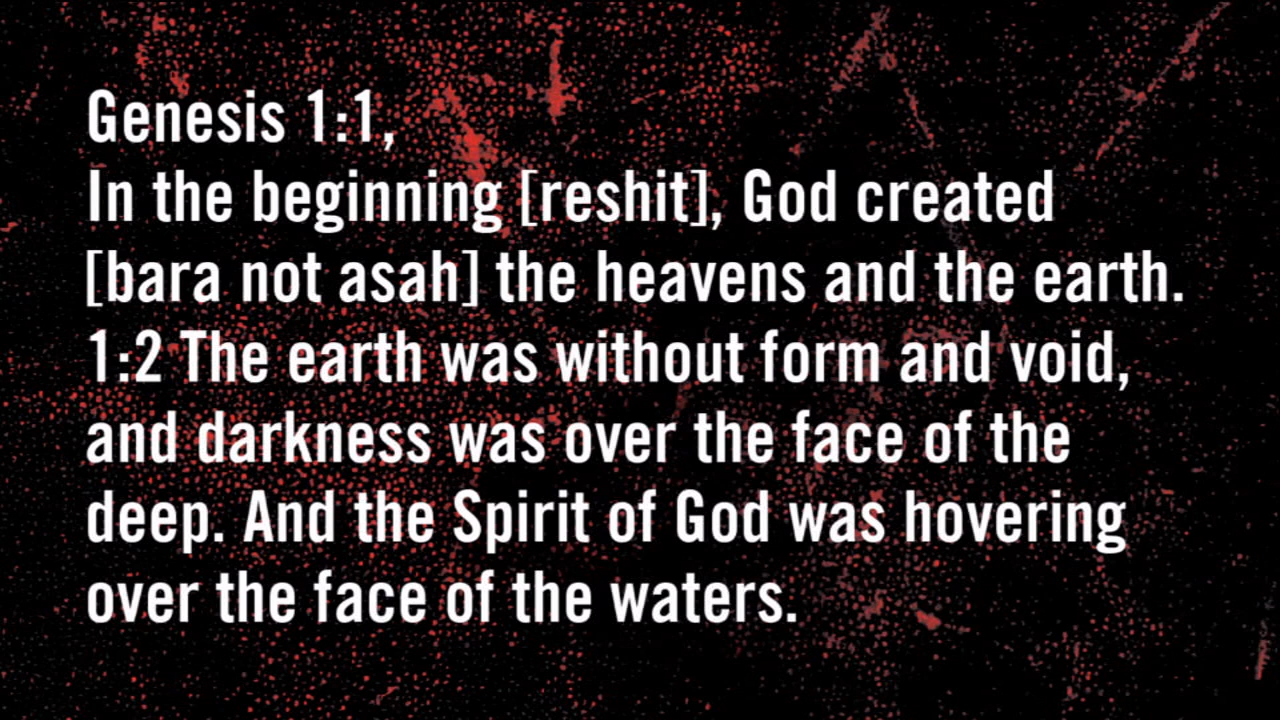 Genesis 1:1,
In the beginning [reshit], God created
[bara not asah] the heavens and the earth.
1:2 The earth was without form and void,
and darkness was over the face of the
deep. And the Spirit of God was hovering
over the face of the waters.